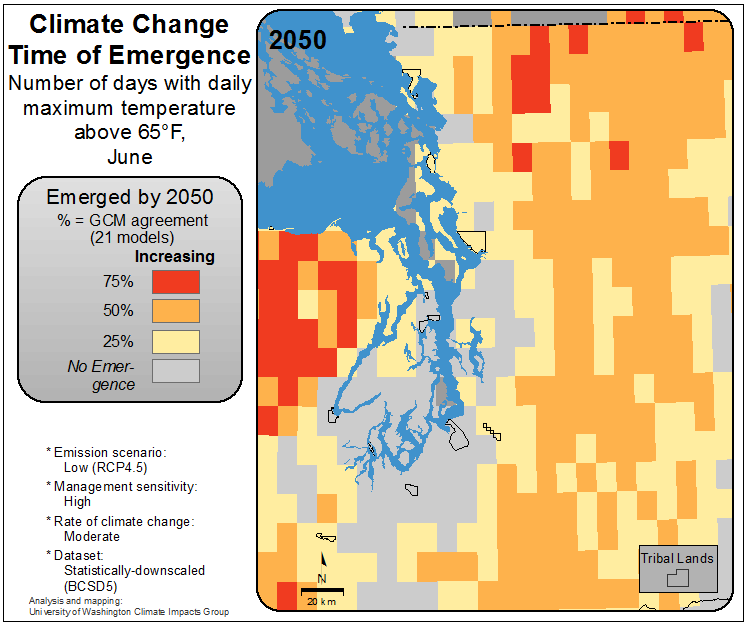 Climate Change
Time of Emergence
Number of days with daily
maximum temperature
above 65°F,
June
Emerged by 2050
% = GCM agreement
(21 models)
Increasing
75%
50%
25%
No Emer-
gence
* Emission scenario:
Low (RCP4.5)
* Management sensitivity:
High
* Rate of climate change:
Moderate
* Dataset:
Statistically-downscaled
(BCSD5)
Analysis and mapping:
University of Washington Climate Impacts Group
2050
N
20 km
Tribal Lands